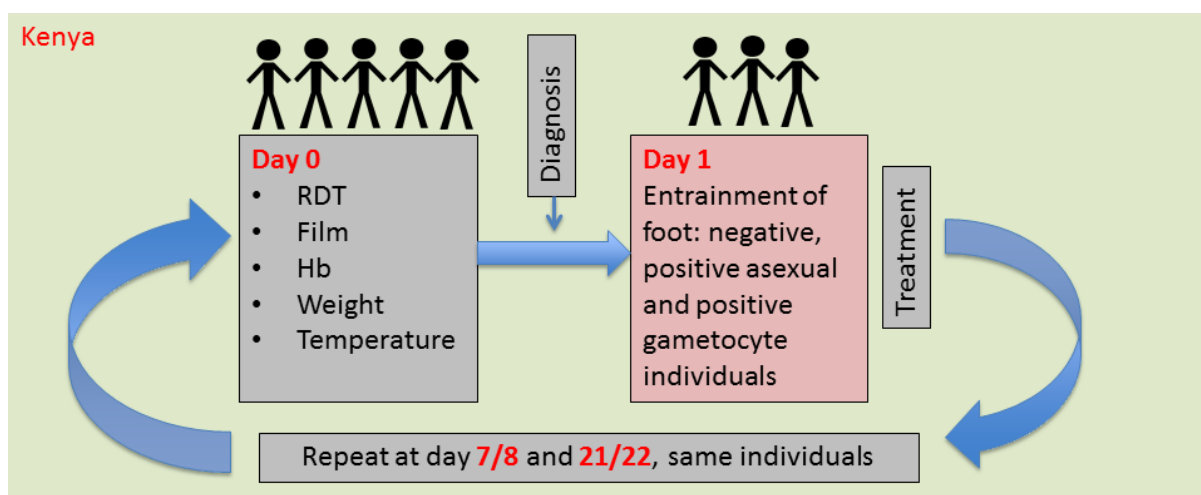 Kenya
Day 0
• RDT
• Film
• Hb
• Weight
• Temperature
Diagnosis
Day 1
Entrainment of
foot: negative,
positive asexual
and positive
gametocyte
individuals
Treatment
Repeat at day 7/8 and 21/22, same individuals